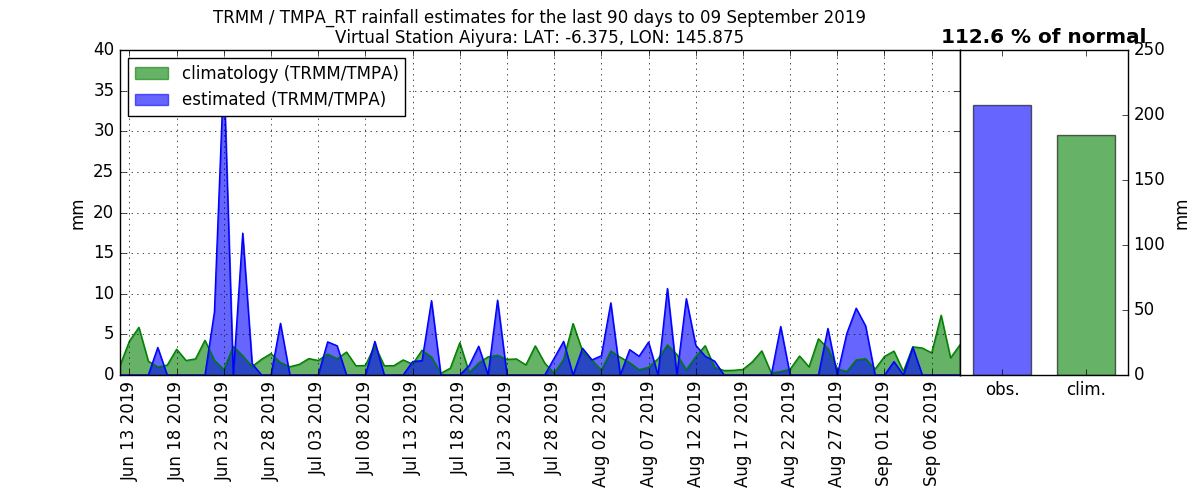 TRMM / TMPA_RT rainfall estimates for the last 90 days to 09 September 2019
Virtual Station Aiyura: LAT: -6.375, LON: 145.875
112.6 % of normal
climatology (TRMM/TMPA)
estimated (TRMM/TMPA)
40
35
30
25
20
15
10
5
0
mm
Jun 13 2019
Jun 18 2019
Jun 23 2019
Jun 28 2019
Jul 03 2019
Jul 08 2019
Jul 13 2019
Jul 18 2019
Jul 23 2019
Jul 28 2019
Aug 02 2019
Aug 07 2019
Aug 12 2019
Aug 17 2019
Aug 22 2019
Aug 27 2019
Sep 01 2019
Sep 06 2019
obs.
clim.
250
200
150
100
50
0
mm